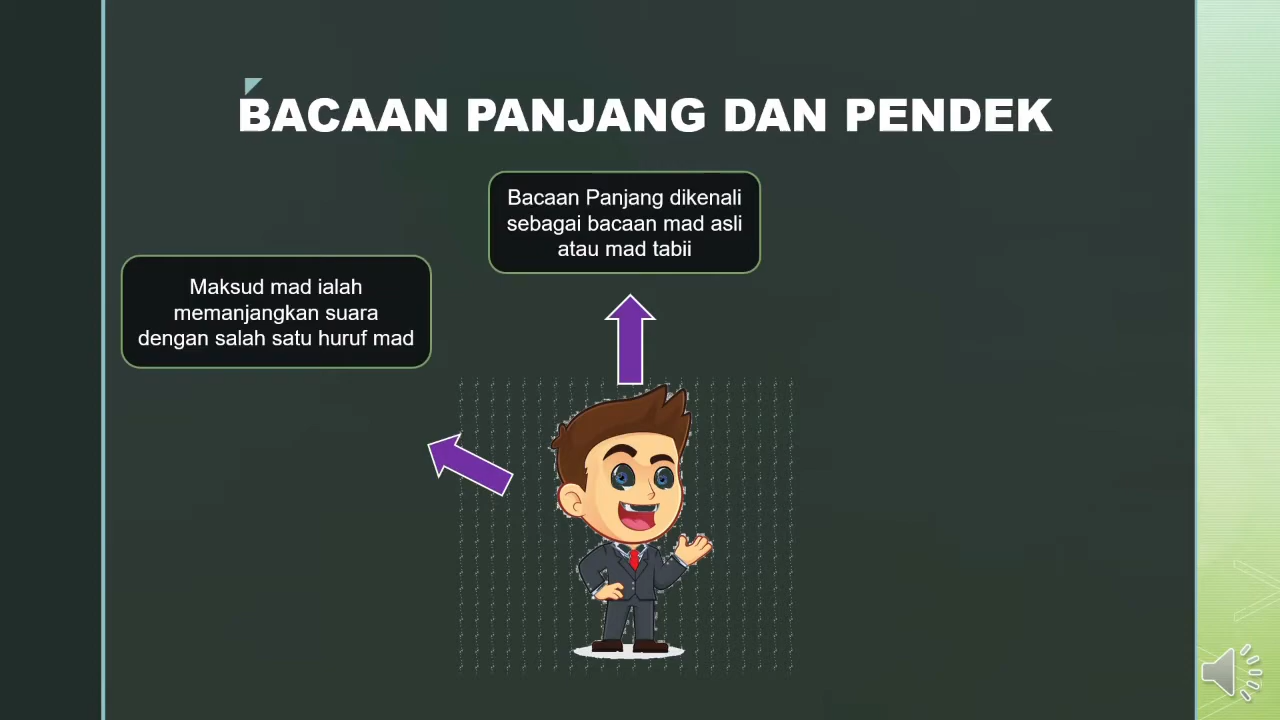 BACAAN PANJANG DAN PENDEK
Maksud mad ialah
memanjangkan suara
dengan salah satu huruf mad
Bacaan Panjang dikenali
sebagai bacaan mad asli
atau mad tabii